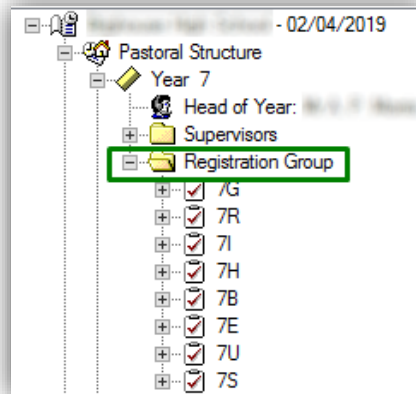 - 02/04/2019
Pastoral Structure
Year 7
Head of Year:
Supervisors
Registration Group
7G
7R
7I
7H
7B
7E
7U
7S